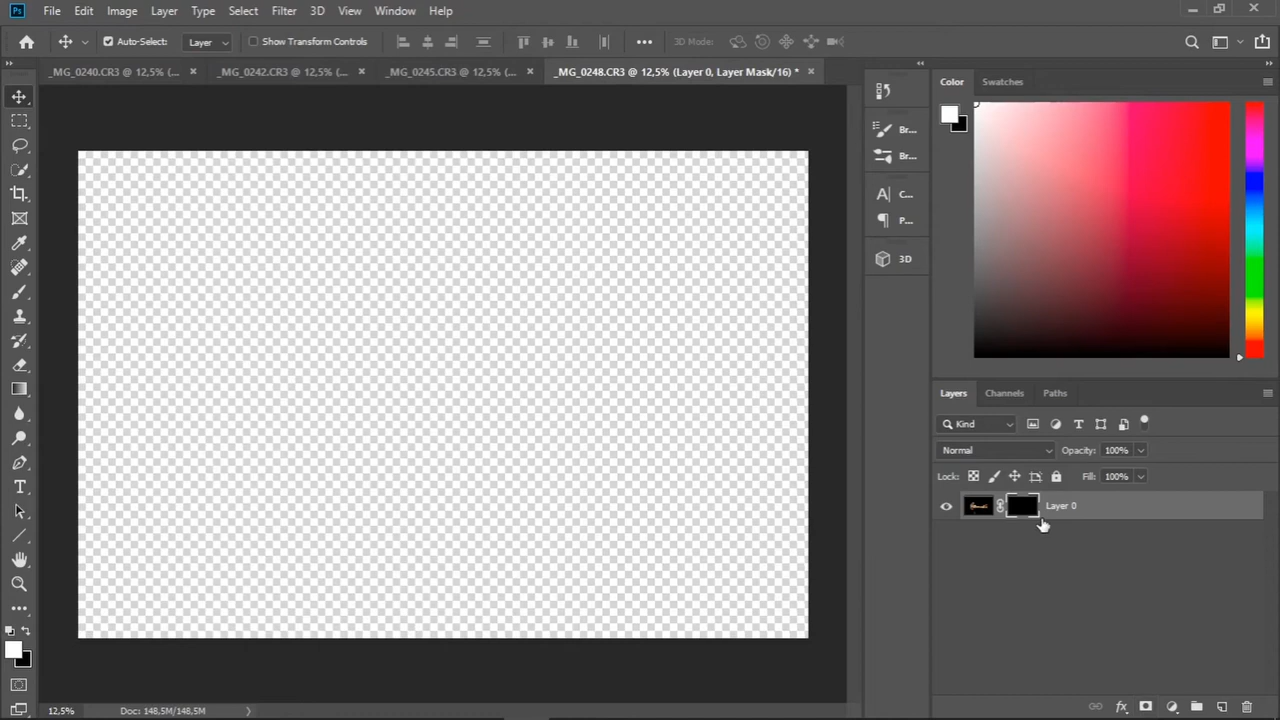 Ps File Edit Image Layer Type Select Filter 3D View Window Help
Auto-Select: Layer Show Transform Controls 3D Mode:
_MG_0240.CR3 @ 12,5% (... _MG_0242.CR3 @ 12,5% (... _MG_0245.CR3 @ 12,5% (... _MG_0248.CR3 @ 12,5% (Layer 0, Layer Mask/16) *
Color Swatches
Br...
Br...
C...
P...
3D
Layers Channels Paths
Kind
Normal Opacity: 100%
Lock: Fill: 100%
Layer 0
12,5% Doc: 148,5M/148,5M